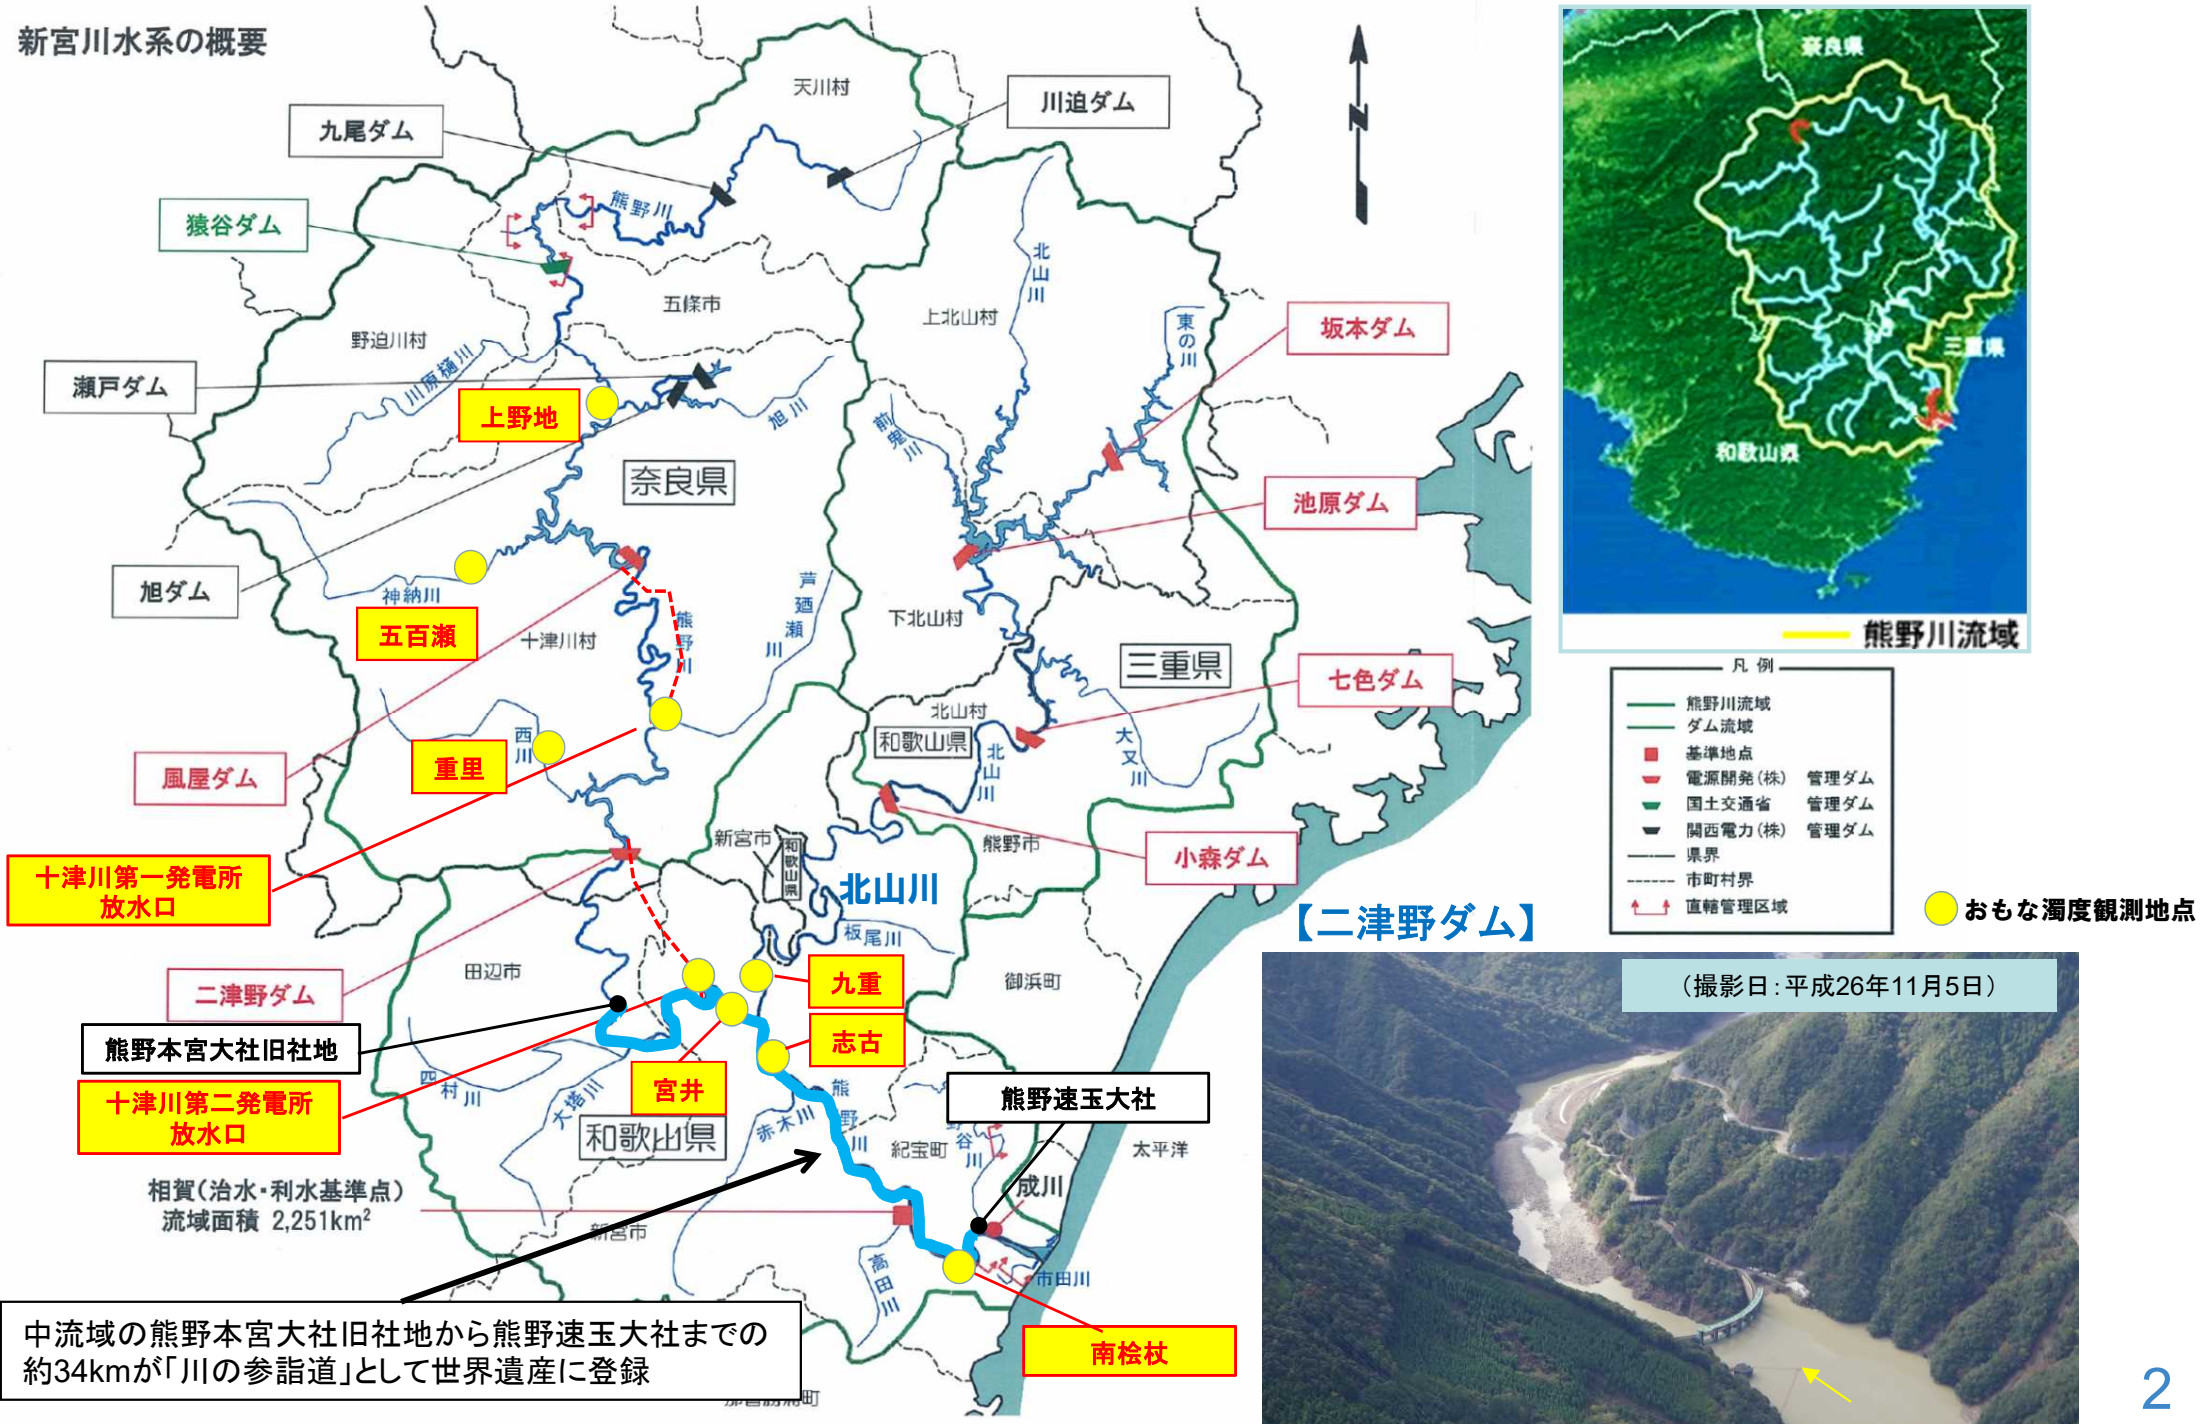 新宮川水系の概要
天川村
川迫ダム
九尾ダム
熊野川
猿谷ダム
北山川
五條市
上北山村
東の川
坂本ダム
野迫川村
川原樋川
瀬戸ダム
上野地
旭川
前鬼川
奈良県
池原ダム
旭ダム
神納川
五百瀬
十津川村
熊野川
芦廼瀬川
下北山村
三重県
七色ダム
北山村
和歌山県
西川
重里
北山川
大又川
風屋ダム
新宮市
和歌山県
熊野市
小森ダム
十津川第一発電所
放水口
北山川
板尾川
田辺市
二津野ダム
九重
御浜町
熊野本宮大社旧社地
志古
四村川
大塔川
宮井
熊野川
赤木川
熊野速玉大社
十津川第二発電所
放水口
和歌山県
紀宝町
谷川
太平洋
相賀(治水・利水基準点)
流域面積 2,251km²
成川
新宮市
高田川
市田川
南桧杖
中流域の熊野本宮大社旧社地から熊野速玉大社までの
約34kmが「川の参詣道」として世界遺産に登録
奈良県
三重県
和歌山県
熊野川流域
凡例
熊野川流域
ダム流域
基準地点
電源開発(株) 管理ダム
国土交通省 管理ダム
関西電力(株) 管理ダム
県界
市町村界
直轄管理区域
おもな濁度観測地点
【二津野ダム】
(撮影日:平成26年11月5日)
2